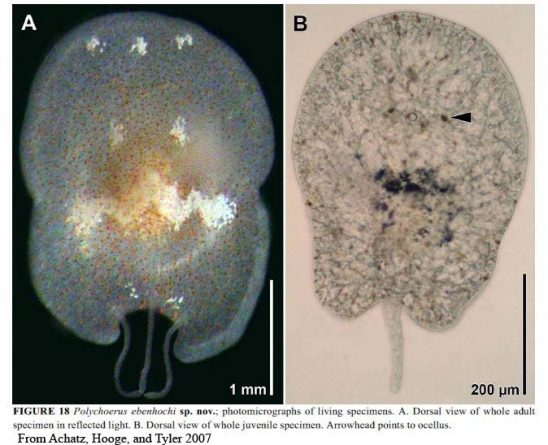 A
B
1 mm
200 µm
FIGURE 18 Polychoerus ebenhochi sp. nov.; photomicrographs of living specimens. A. Dorsal view of whole adult
specimen in reflected light. B. Dorsal view of whole juvenile specimen. Arrowhead points to ocellus.
From Achatz, Hooge, and Tyler 2007